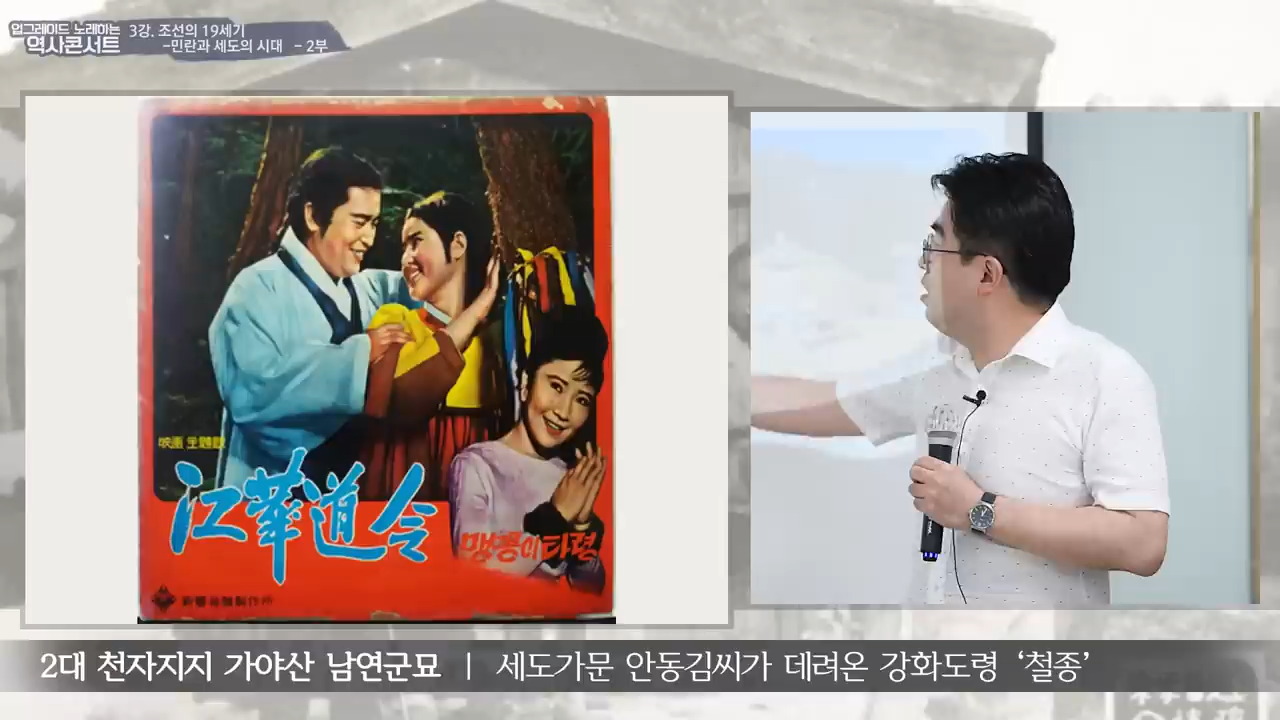 업그레이드 노래하는
역사콘서트
3강. 조선의 19세기
-민란과 세도의 시대 - 2부
映画 主題歌
江華道令
맹꽁이타령
2대 천자지지 가야산 남연군묘 | 세도가문 안동김씨가 데려온 강화도령 ‘철종’